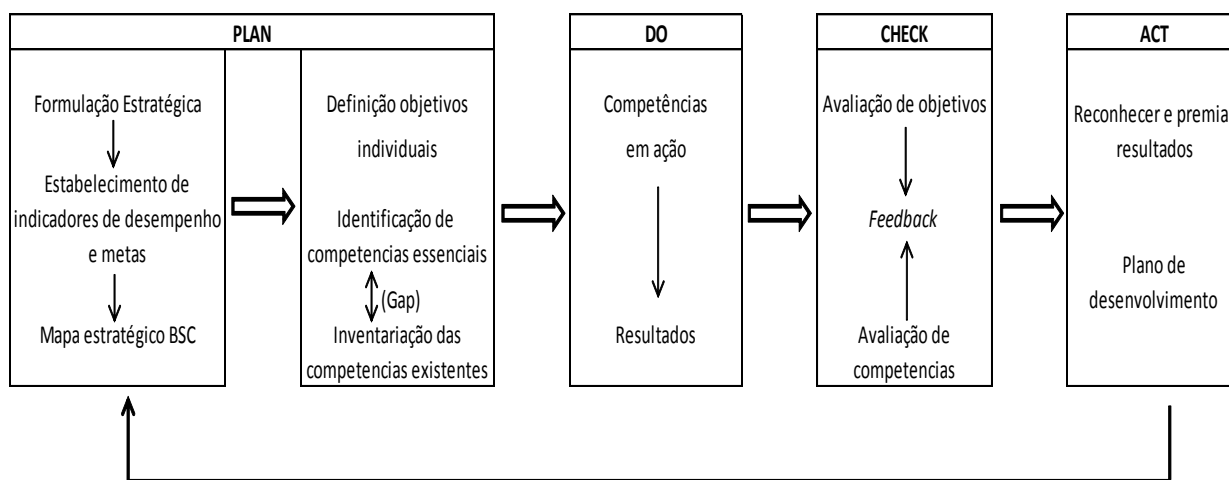 PLAN
Formulação Estratégica
Estabelecimento de
indicadores de desempenho
e metas
Mapa estratégico BSC
Definição objetivos
individuais
Identificação de
competencias essenciais
(Gap)
Inventariação das
competencias existentes
DO
Competências
em ação
Resultados
CHECK
Avaliação de objetivos
Feedback
Avaliação de
competencias
ACT
Reconhecer e premia
resultados
Plano de
desenvolvimento